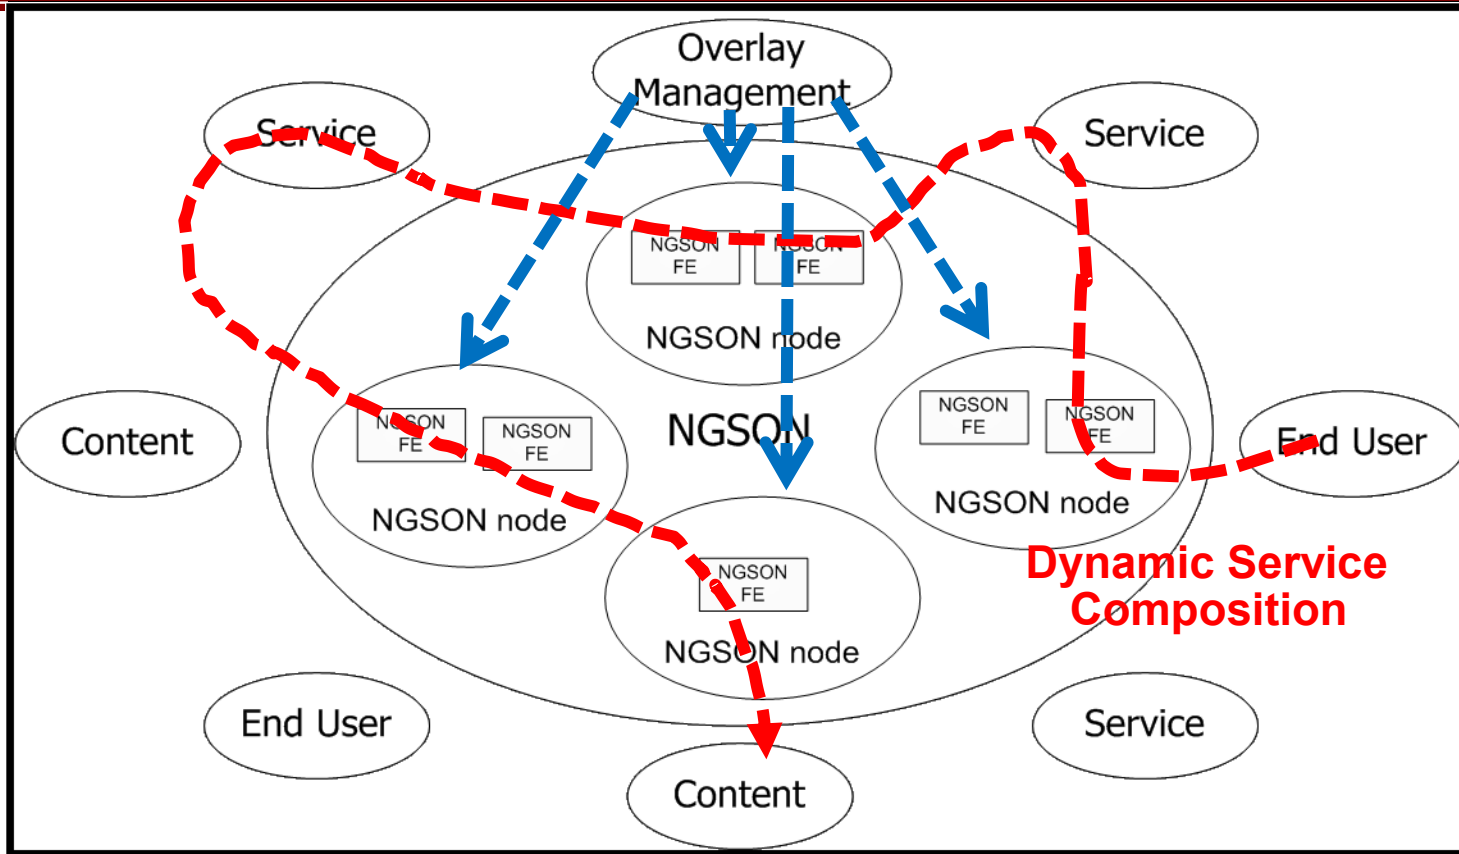 Overlay
Management
Service
Service
NGSON
FE
NGSON
FE
NGSON node
NGSON
FE
NGSON
FE
NGSON node
NGSON
NGSON
FE
NGSON
FE
NGSON node
Content
End User
Dynamic Service
Composition
NGSON
FE
NGSON node
End User
Service
Content